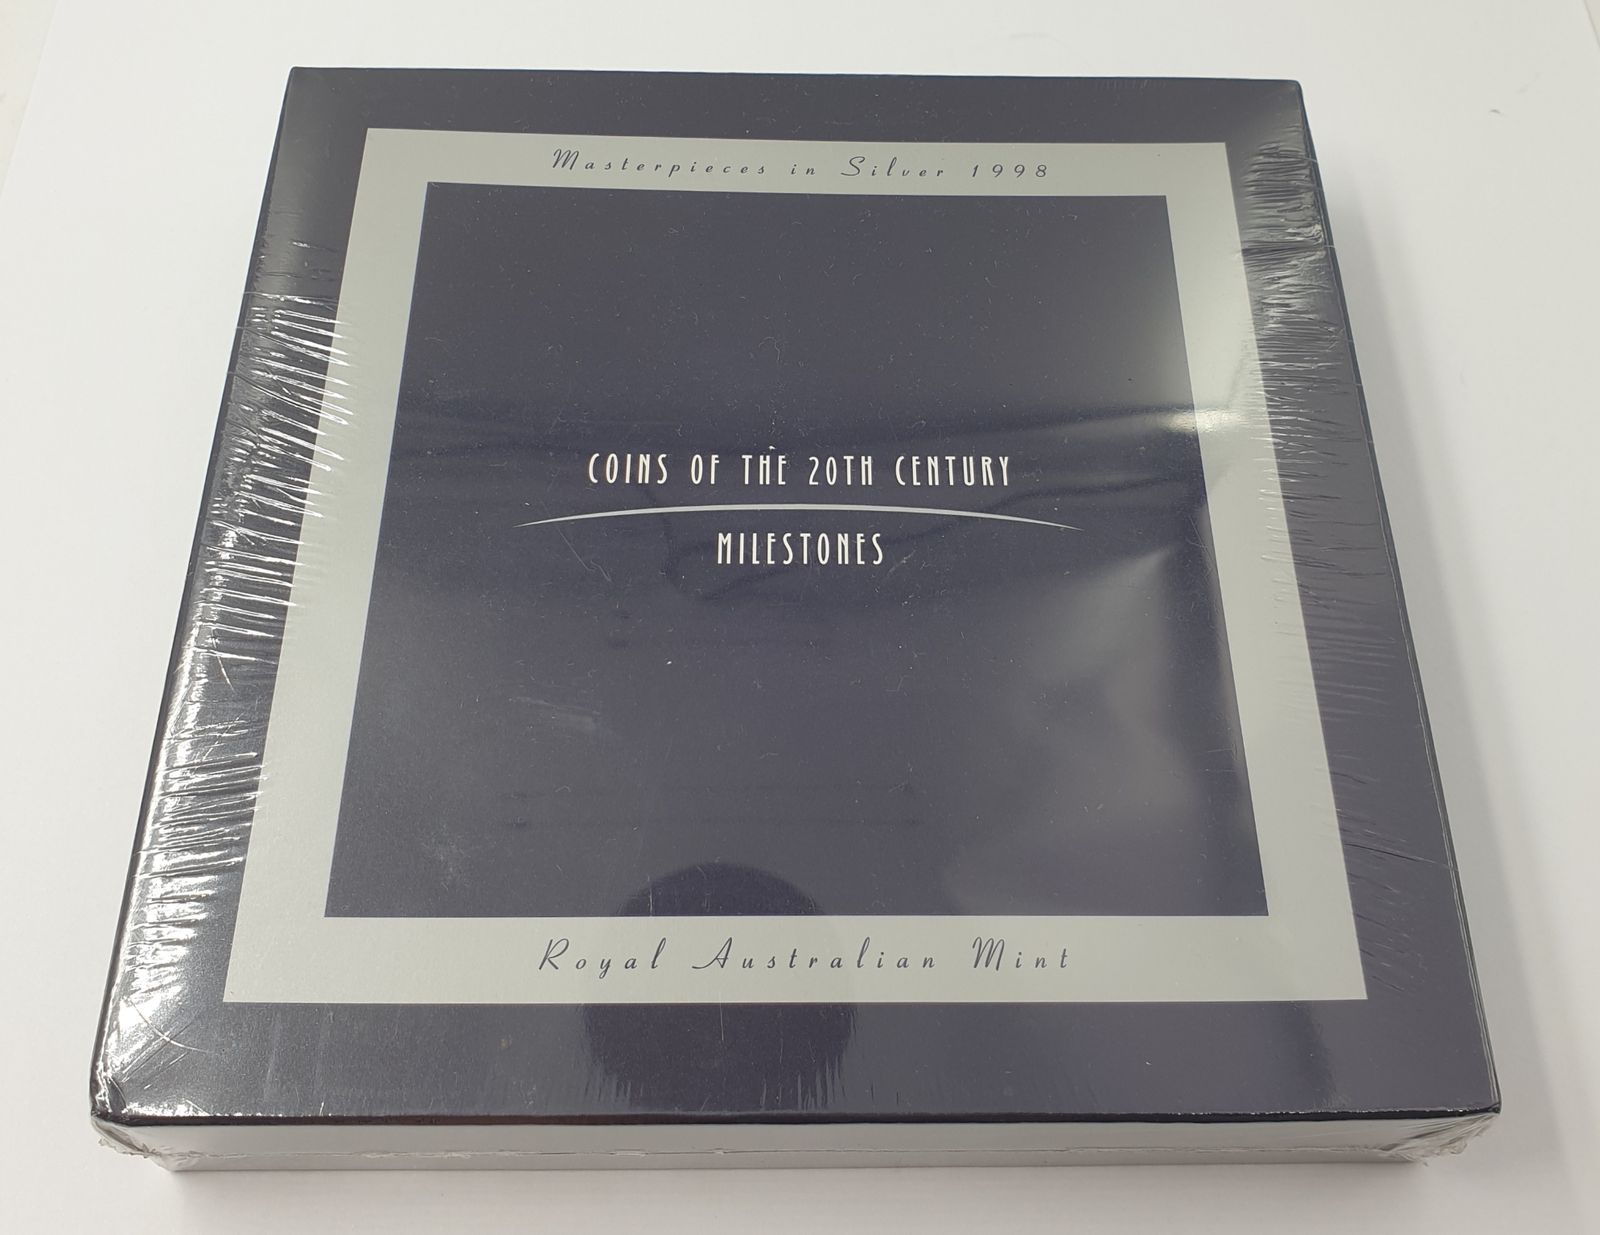 Masterpieces in Silver 1998
COINS OF THE 20TH CENTURY
MILESTONES
Royal Australian Mint